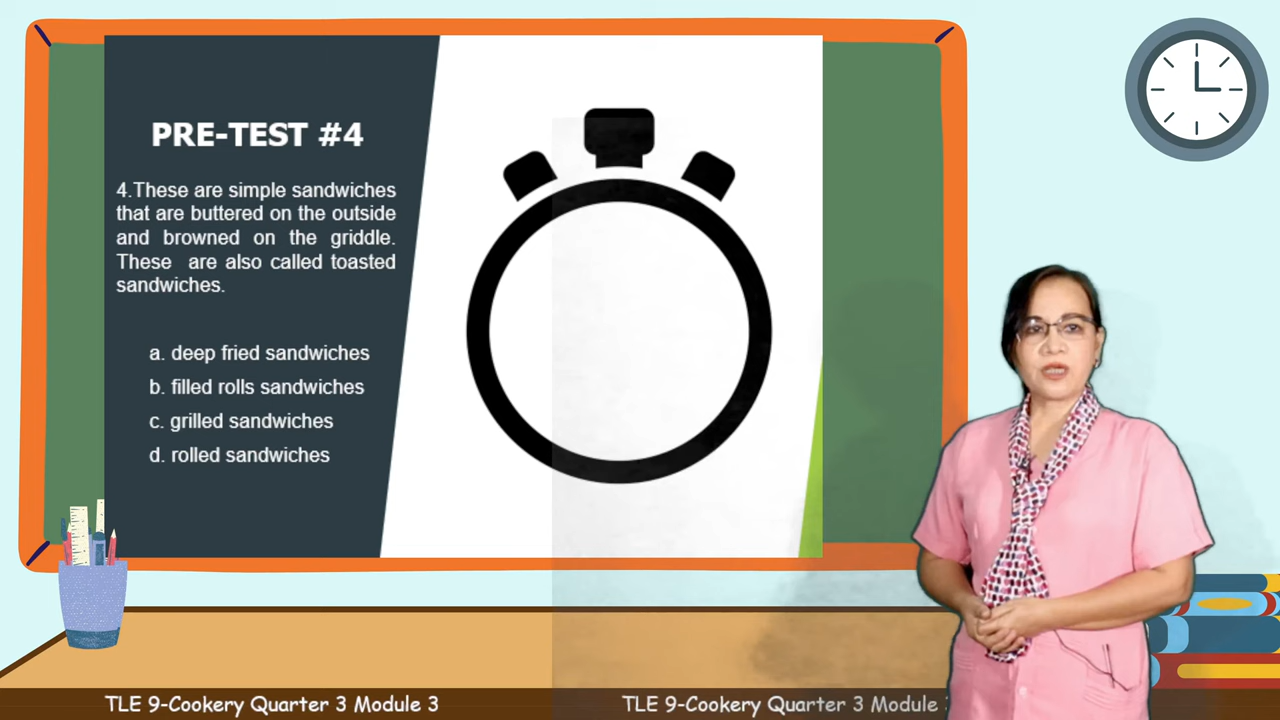 PRE-TEST #4
4.These are simple sandwiches
that are buttered on the outside
and browned on the griddle.
These are also called toasted
sandwiches.
a. deep fried sandwiches
b. filled rolls sandwiches
c. grilled sandwiches
d. rolled sandwiches
TLE 9-Cookery Quarter 3 Module 3
TLE 9-Cookery Quarter 3 Module